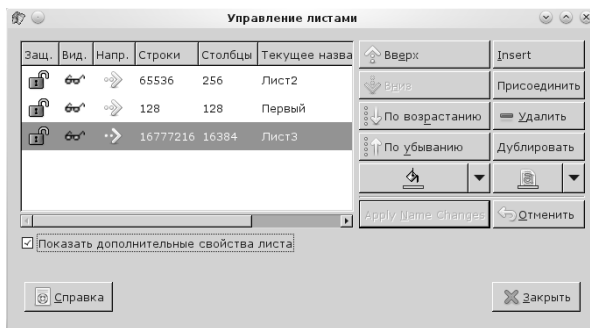 Управление листами
Защ. Вид. Напр. Строки Столбцы Текущее назва
65536 256 Лист2
128 128 Первый
16777216 16384 Лист3
Вверх Insert
Вниз Присоединить
По возрастанию Удалить
По убыванию Дублировать
Apply Name Changes Отменить
Показать дополнительные свойства листа
Справка Закрыть